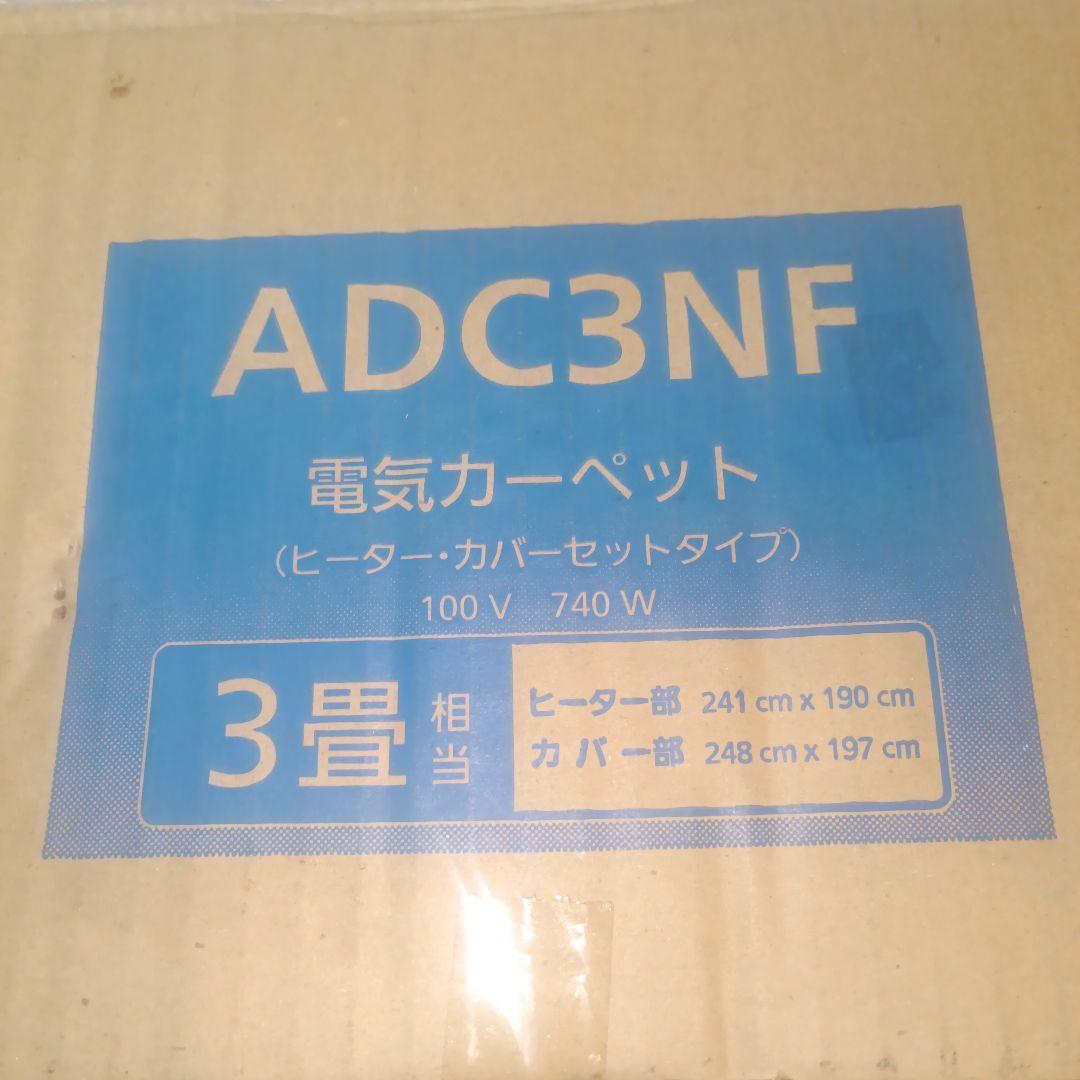 ADC3NF
電気カーペット
(ヒーター・カバーセットタイプ)
100 V 740 W
3畳相当
ヒーター部 241 cm x 190 cm
カバー部 248 cm x 197 cm